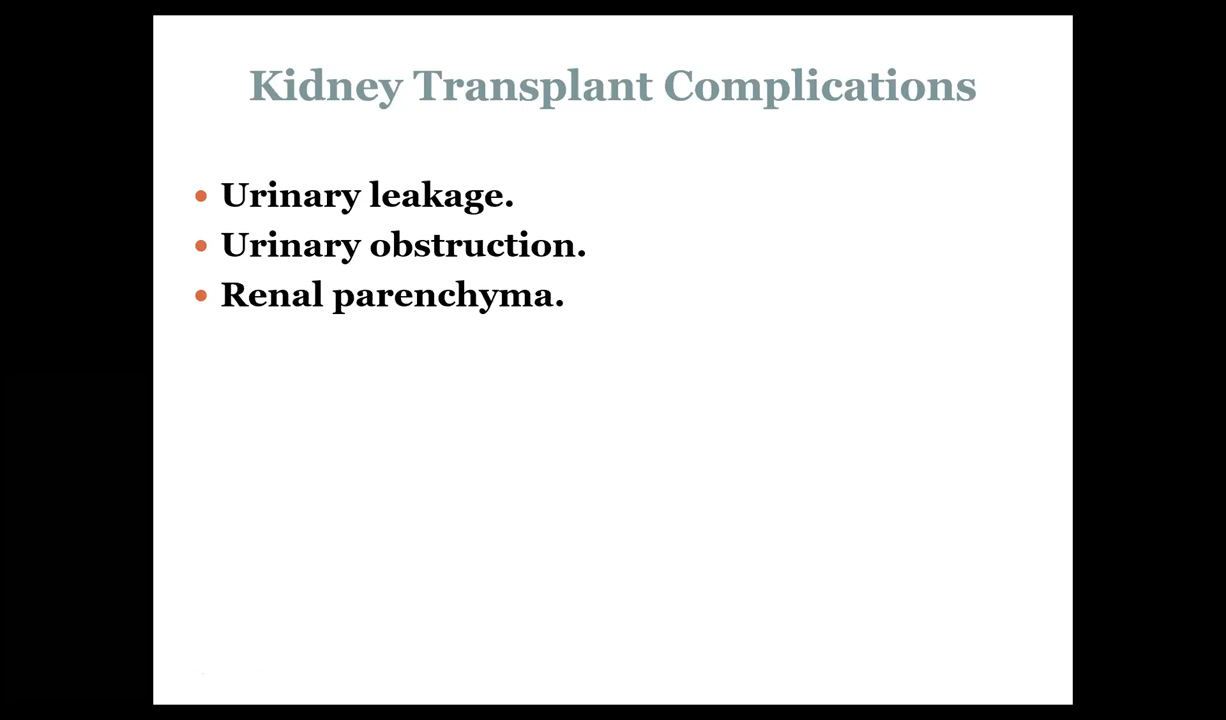 Kidney Transplant Complications
• Urinary leakage.
• Urinary obstruction.
• Renal parenchyma.